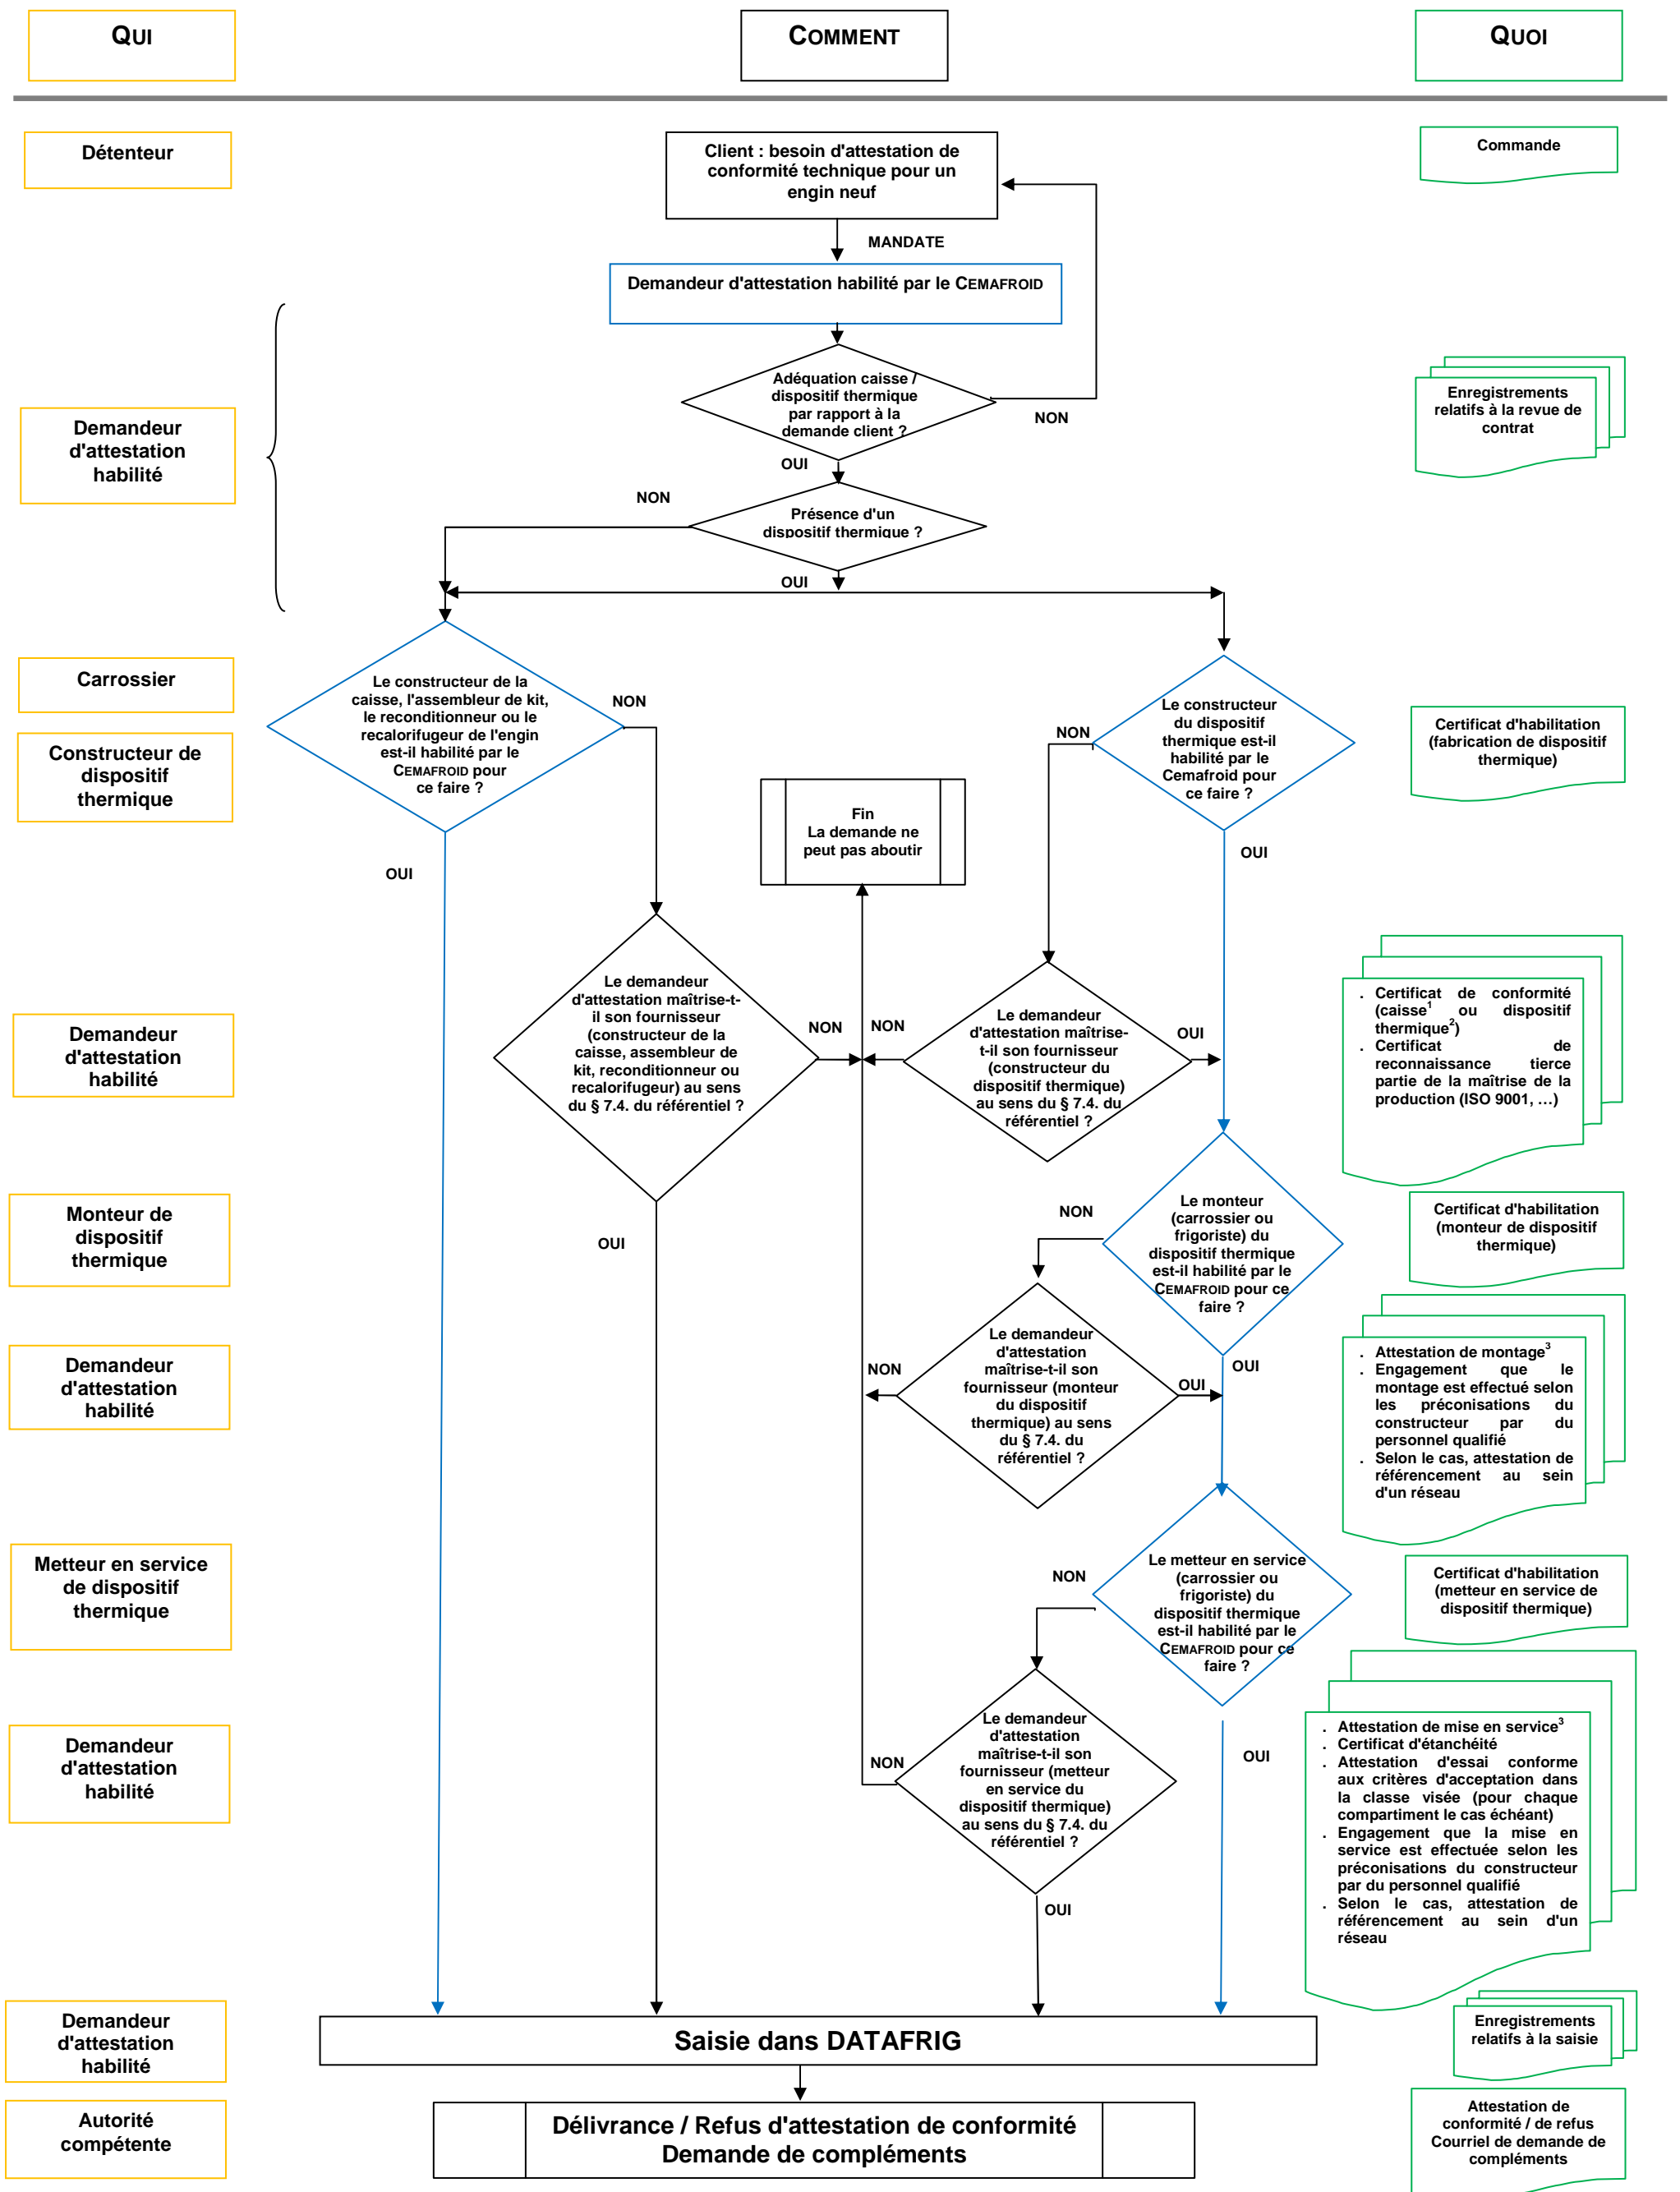 QUI
COMMENT
QUOI
Détenteur
Client : besoin d'attestation de
conformité technique pour un
engin neuf
Commande
MANDATE
Demandeur d'attestation habilité par le CEMAFROID
Adéquation caisse /
dispositif thermique
par rapport à la
demande client ?
NON
OUI
Demandeur
d'attestation
habilité
Enregistrements
relatifs à la revue de
contrat
NON
Présence d'un
dispositif thermique ?
OUI
Carrossier
Constructeur de
dispositif
thermique
Le constructeur de la
caisse, l'assembleur de kit,
le reconditionneur ou le
recalorifugeur de l'engin
est-il habilité par le
CEMAFROID pour
ce faire ?
NON
OUI
Le constructeur
du dispositif
thermique est-il
habilité par le
Cemafroid pour
ce faire ?
NON
OUI
Certificat d'habilitation
(fabrication de dispositif
thermique)
Fin
La demande ne
peut pas aboutir
Demandeur
d'attestation
habilité
Le demandeur
d'attestation maîtrise-t-
il son fournisseur
(constructeur de la
caisse, assembleur de
kit, reconditionneur ou
recalorifugeur) au sens
du § 7.4. du référentiel ?
NON
OUI
NON
Le demandeur
d'attestation maîtrise-
t-il son fournisseur
(constructeur du
dispositif thermique)
au sens du § 7.4. du
référentiel ?
OUI
. Certificat de conformité
(caisse¹ ou dispositif
thermique²)
. Certificat de
reconnaissance tierce
partie de la maîtrise de la
production (ISO 9001, …)
Monteur de
dispositif
thermique
NON
Le monteur
(carrossier ou
frigoriste) du
dispositif thermique
est-il habilité par le
CEMAFROID pour ce
faire ?
OUI
Certificat d'habilitation
(monteur de dispositif
thermique)
Demandeur
d'attestation
habilité
NON
Le demandeur
d'attestation
maîtrise-t-il son
fournisseur (monteur
du dispositif
thermique) au sens
du § 7.4. du
référentiel ?
OUI
. Attestation de montage³
. Engagement que le
montage est effectué selon
les préconisations du
constructeur par du
personnel qualifié
. Selon le cas, attestation de
référencement au sein
d'un réseau
Metteur en service
de dispositif
thermique
NON
Le metteur en service
(carrossier ou
frigoriste) du
dispositif thermique
est-il habilité par le
CEMAFROID pour ce
faire ?
OUI
Certificat d'habilitation
(metteur en service de
dispositif thermique)
Demandeur
d'attestation
habilité
NON
Le demandeur
d'attestation
maîtrise-t-il son
fournisseur (metteur
en service du
dispositif thermique)
au sens du § 7.4. du
référentiel ?
OUI
. Attestation de mise en service³
. Certificat d'étanchéité
. Attestation d'essai conforme
aux critères d'acceptation dans
la classe visée (pour chaque
compartiment le cas échéant)
. Engagement que la mise en
service est effectuée selon les
préconisations du constructeur
par du personnel qualifié
. Selon le cas, attestation de
référencement au sein d'un
réseau
Demandeur
d'attestation
habilité
Saisie dans DATAFRIG
Enregistrements
relatifs à la saisie
Autorité
compétente
Délivrance / Refus d'attestation de conformité
Demande de compléments
Attestation de
conformité / de refus
Courriel de demande de
compléments